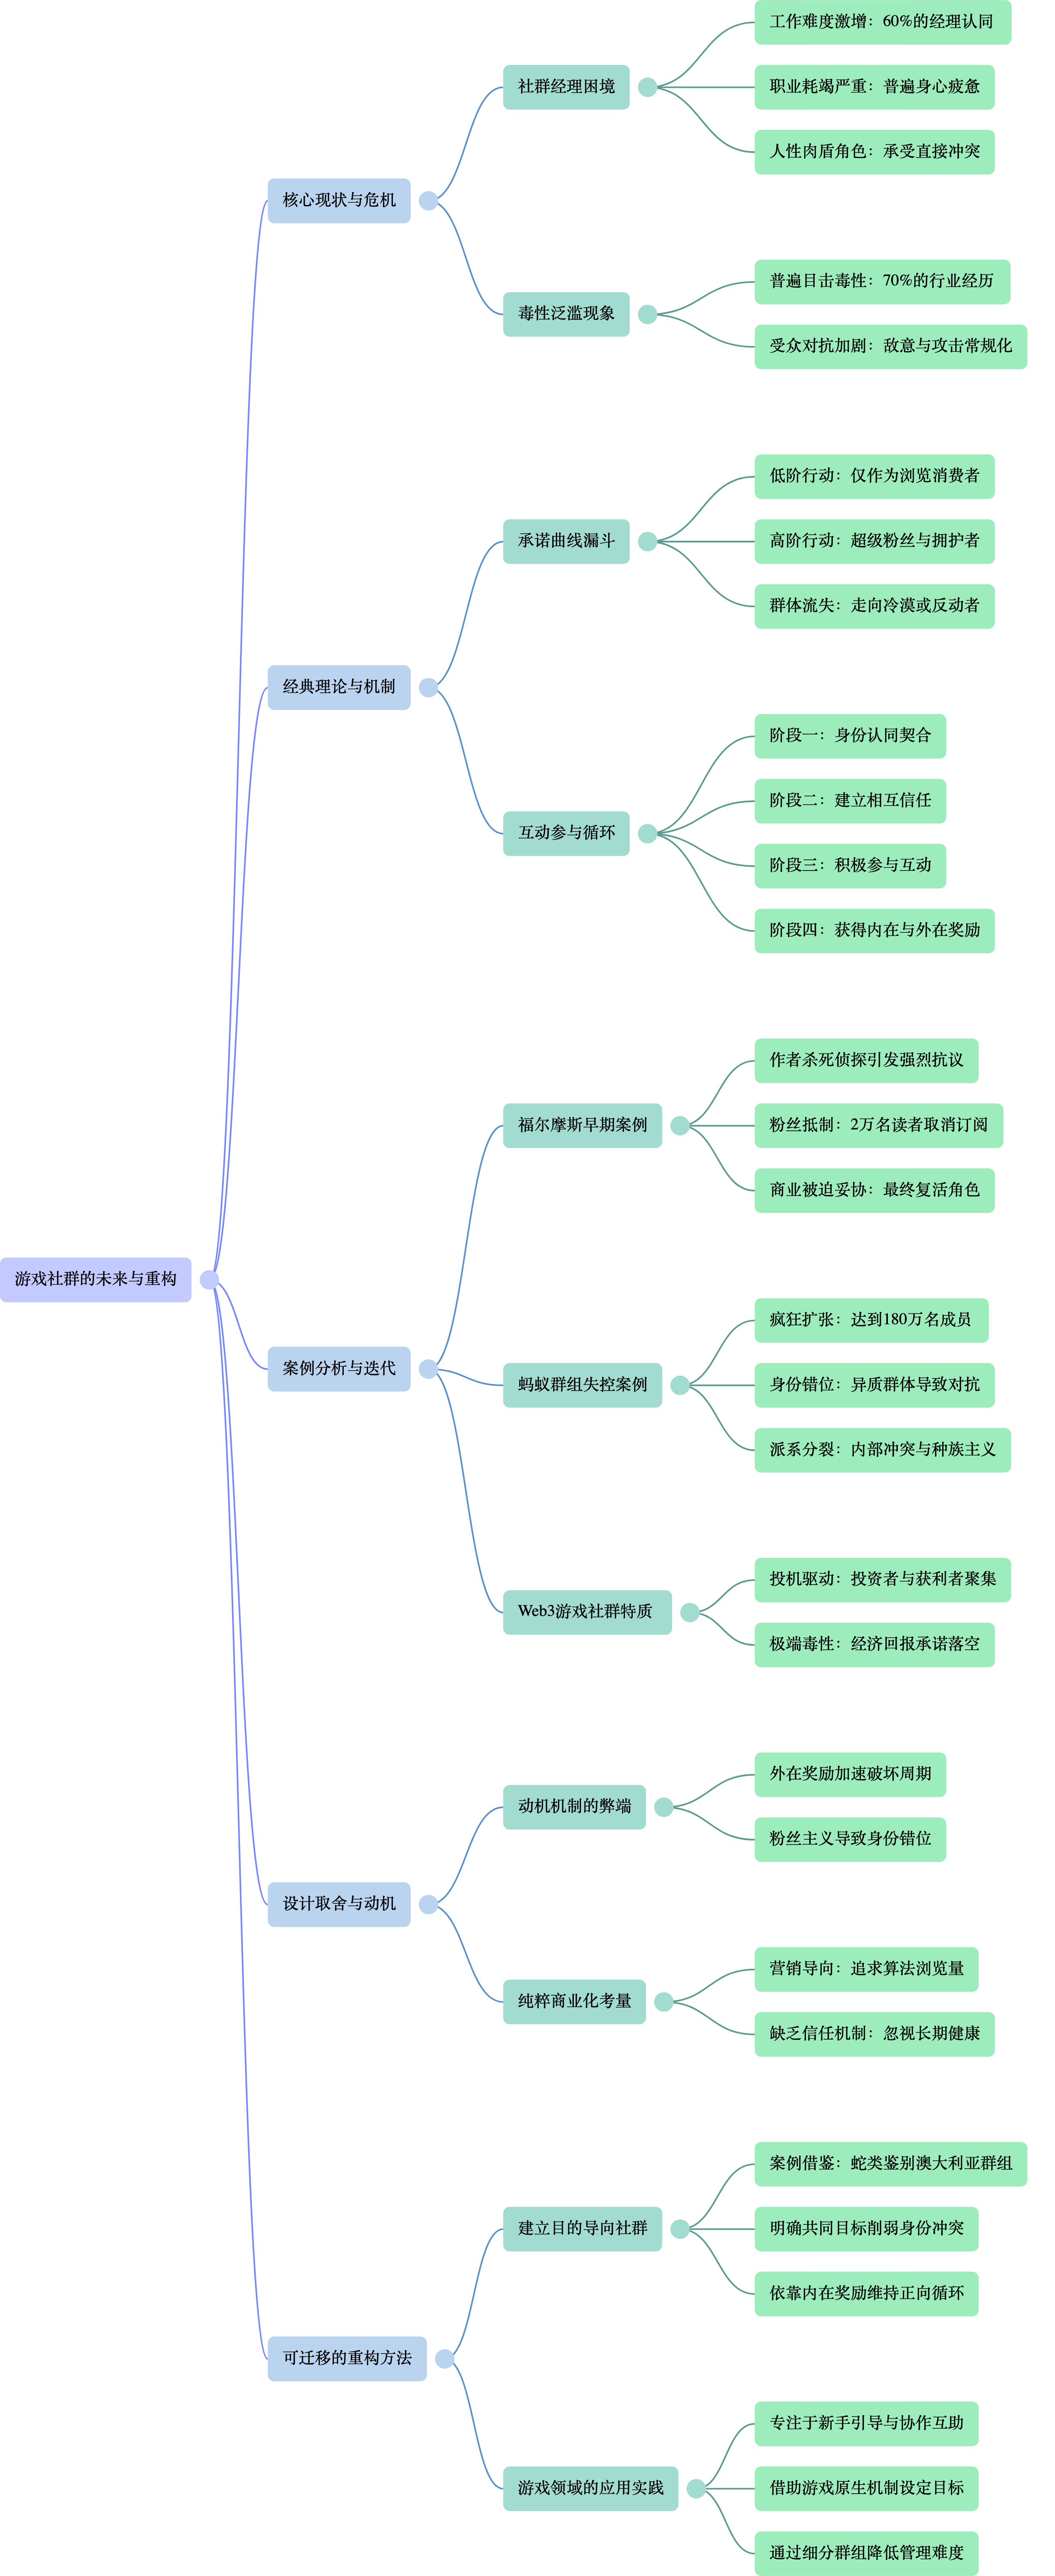 游戏社群的未来与重构
核心现状与危机
社群经理困境
工作难度激增：60%的经理认同
职业耗竭严重：普遍身心疲惫
人性肉盾角色：承受直接冲突
毒性泛滥现象
普遍目击毒性：70%的行业经历
受众对抗加剧：敌意与攻击常规化
经典理论与机制
承诺曲线漏斗
低阶行动：仅作为浏览消费者
高阶行动：超级粉丝与拥护者
群体流失：走向冷漠或反动者
互动参与循环
阶段一：身份认同契合
阶段二：建立相互信任
阶段三：积极参与互动
阶段四：获得内在与外在奖励
案例分析与迭代
福尔摩斯早期案例
作者杀死侦探引发强烈抗议
粉丝抵制：2万名读者取消订阅
商业被迫妥协：最终复活角色
蚂蚁群组失控案例
疯狂扩张：达到180万名成员
身份错位：异质群体导致对抗
派系分裂：内部冲突与种族主义
Web3游戏社群特质
投机驱动：投资者与获利者聚集
极端毒性：经济回报承诺落空
设计取舍与动机
动机机制的弊端
外在奖励加速破坏周期
粉丝主义导致身份错位
纯粹商业化考量
营销导向：追求算法浏览量
缺乏信任机制：忽视长期健康
可迁移的重构方法
建立目的导向社群
案例借鉴：蛇类鉴别澳大利亚群组
明确共同目标削弱身份冲突
依靠内在奖励维持正向循环
游戏领域的应用实践
专注于新手引导与协作互助
借助游戏原生机制设定目标
通过细分群组降低管理难度